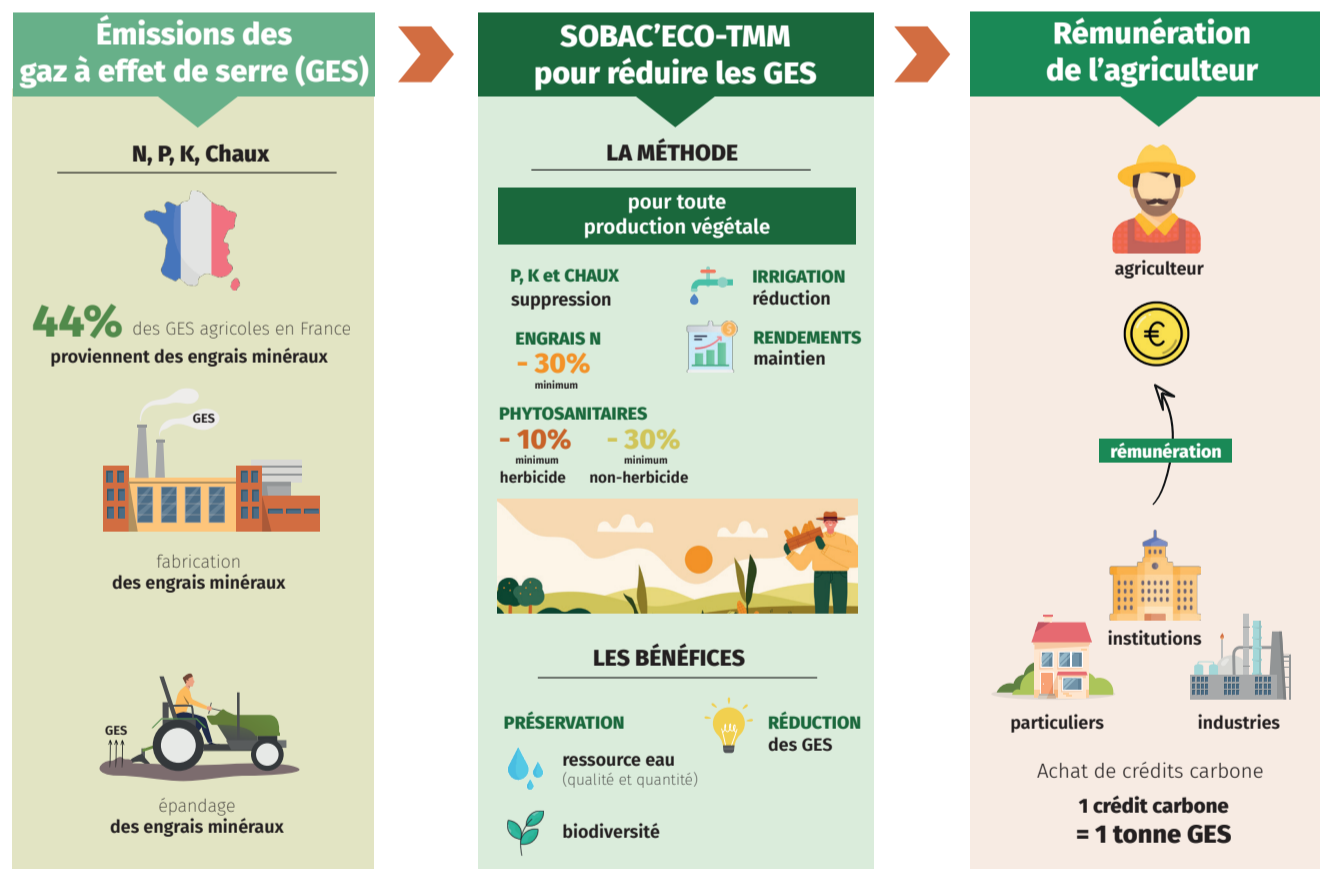 Émissions des
gaz à effet de serre (GES)
N, P, K, Chaux
44% des GES agricoles en France
proviennent des engrais minéraux
GES
fabrication
des engrais minéraux
GES
épandage
des engrais minéraux
SOBAC’ECO-TMM
pour réduire les GES
LA MÉTHODE
pour toute
production végétale
P, K et CHAUX
suppression
IRRIGATION
réduction
ENGRAIS N
- 30%
minimum
RENDEMENTS
maintien
PHYTOSANITAIRES
- 10%
minimum
herbicide
- 30%
minimum
non-herbicide
LES BÉNÉFICES
PRÉSERVATION
ressource eau
(qualité et quantité)
biodiversité
RÉDUCTION
des GES
Rémunération
de l’agriculteur
agriculteur
€
rémunération
institutions
particuliers
industries
Achat de crédits carbone
1 crédit carbone
= 1 tonne GES